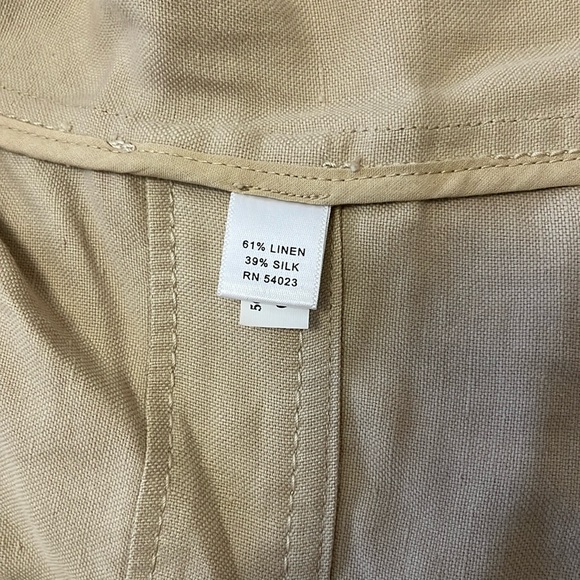 61% LINEN
39% SILK
RN 54023